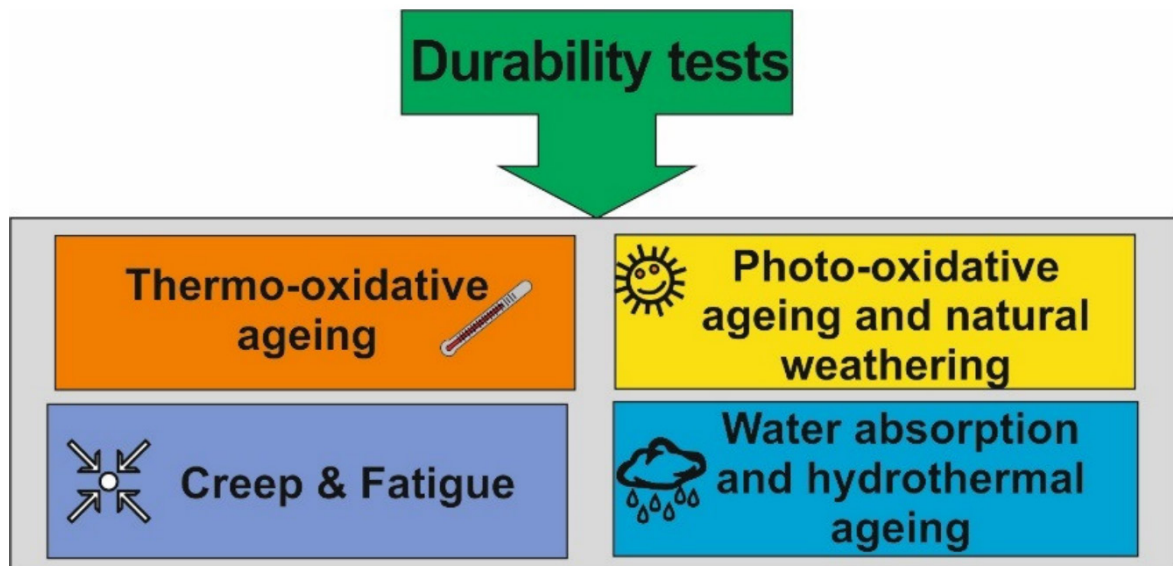 Durability tests
Thermo-oxidative
ageing
Photo-oxidative
ageing and natural
weathering
Creep & Fatigue
Water absorption
and hydrothermal
ageing